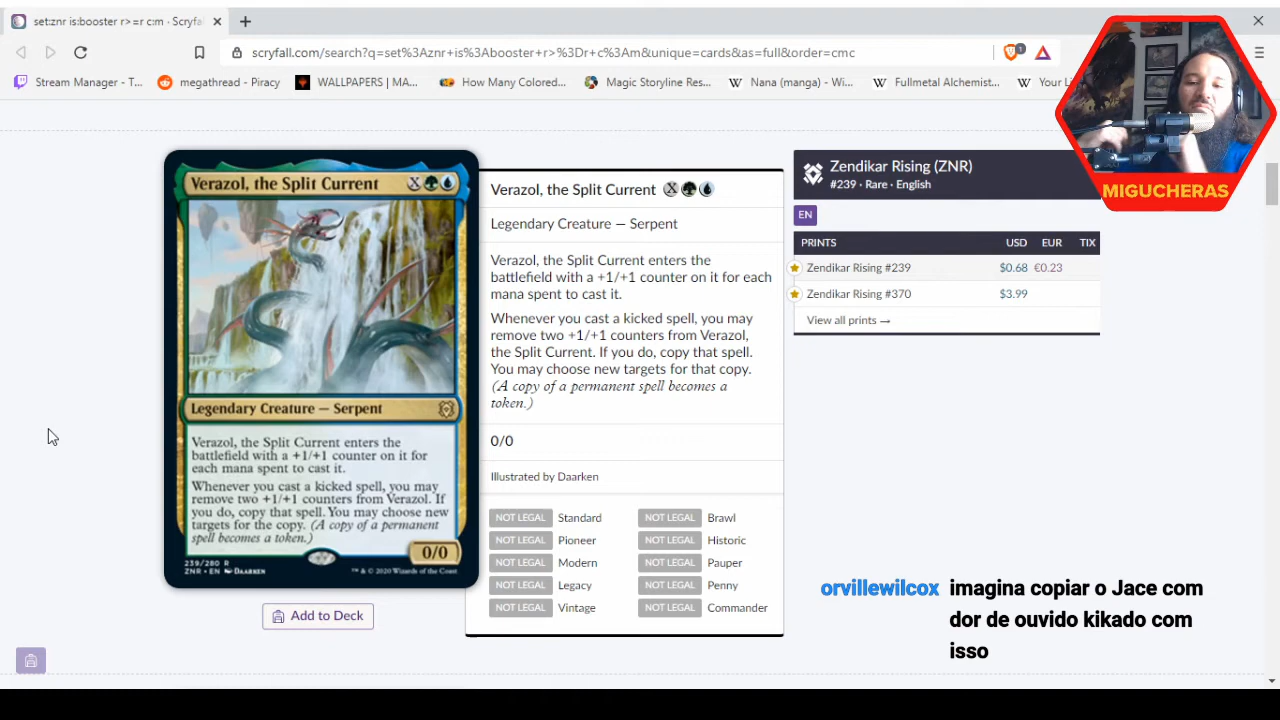 set:znr is:booster r>=r c:m - Scryfal
scryfall.com/search?q=set%3Aznr+is%3Abooster+r>%3Dr+c%3Am&unique=cards&as=full&order=cmc
1
Stream Manager - T...
megathread - Piracy
WALLPAPERS | MA...
How Many Colored...
Magic Storyline Res...
Nana (manga) - Wi...
Fullmetal Alchemist...
Your Li
MIGUCHERAS
Verazol, the Split Current X
Legendary Creature — Serpent
Verazol, the Split Current enters the
battlefield with a +1/+1 counter on it for
each mana spent to cast it.
Whenever you cast a kicked spell, you may
remove two +1/+1 counters from Verazol. If
you do, copy that spell. You may choose new
targets for the copy. (A copy of a permanent
spell becomes a token.)
0/0
239/280 R
ZNR • EN DAARKEN
™ & © 2020 Wizards of the Coast
Add to Deck
Verazol, the Split Current X
Legendary Creature — Serpent
Verazol, the Split Current enters the
battlefield with a +1/+1 counter on it for each
mana spent to cast it.
Whenever you cast a kicked spell, you may
remove two +1/+1 counters from Verazol,
the Split Current. If you do, copy that spell.
You may choose new targets for that copy.
(A copy of a permanent spell becomes a
token.)
0/0
Illustrated by Daarken
NOT LEGAL Standard NOT LEGAL Brawl
NOT LEGAL Pioneer NOT LEGAL Historic
NOT LEGAL Modern NOT LEGAL Pauper
NOT LEGAL Legacy NOT LEGAL Penny
NOT LEGAL Vintage NOT LEGAL Commander
Zendikar Rising (ZNR)
#239 · Rare · English
EN
PRINTS USD EUR TIX
Zendikar Rising #239 $0.68 €0.23
Zendikar Rising #370 $3.99
View all prints →
orvillewilcox imagina copiar o Jace com
dor de ouvido kikado com
isso